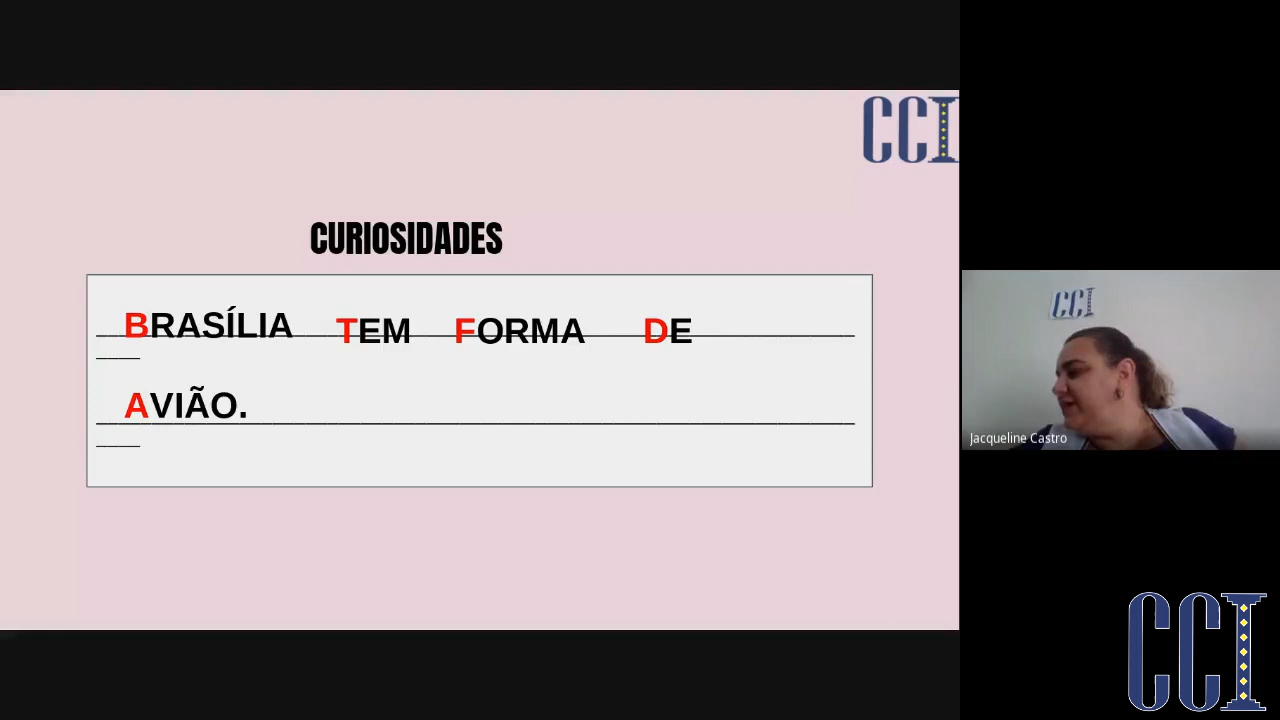 CCI
CURIOSIDADES
BRASÍLIA TEM FORMA DE
AVIÃO.
CCI
Jacqueline Castro
CCI